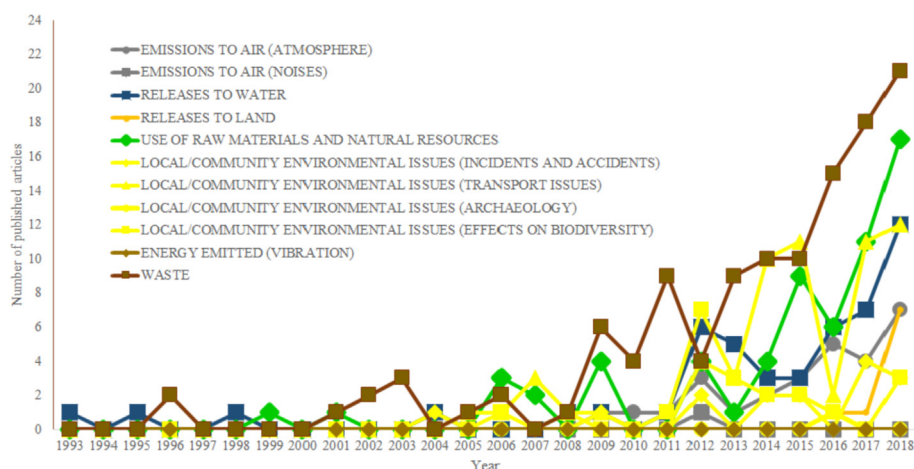 24
22
20
18
16
14
12
10
8
6
4
2
0
Number of published articles
EMISSIONS TO AIR (ATMOSPHERE)
EMISSIONS TO AIR (NOISES)
RELEASES TO WATER
RELEASES TO LAND
USE OF RAW MATERIALS AND NATURAL RESOURCES
LOCAL/COMMUNITY ENVIRONMENTAL ISSUES (INCIDENTS AND ACCIDENTS)
LOCAL/COMMUNITY ENVIRONMENTAL ISSUES (TRANSPORT ISSUES)
LOCAL/COMMUNITY ENVIRONMENTAL ISSUES (ARCHAEOLOGY)
LOCAL/COMMUNITY ENVIRONMENTAL ISSUES (EFFECTS ON BIODIVERSITY)
ENERGY EMITTED (VIBRATION)
WASTE
1993 1994 1995 1996 1997 1998 1999 2000 2001 2002 2003 2004 2005 2006 2007 2008 2009 2010 2011 2012 2013 2014 2015 2016 2017 2018
Year